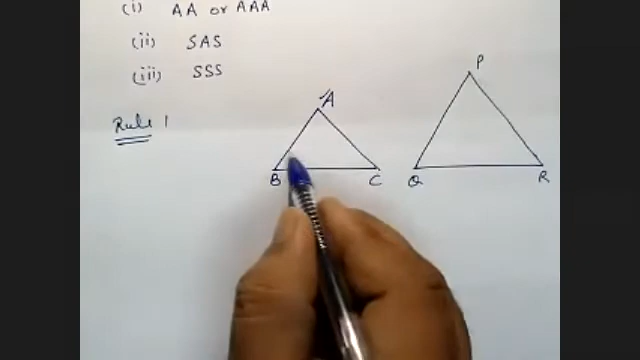 (i) AA or AAA
(ii) SAS
(iii) SSS
Rule 1
A
P
B
C
Q
R